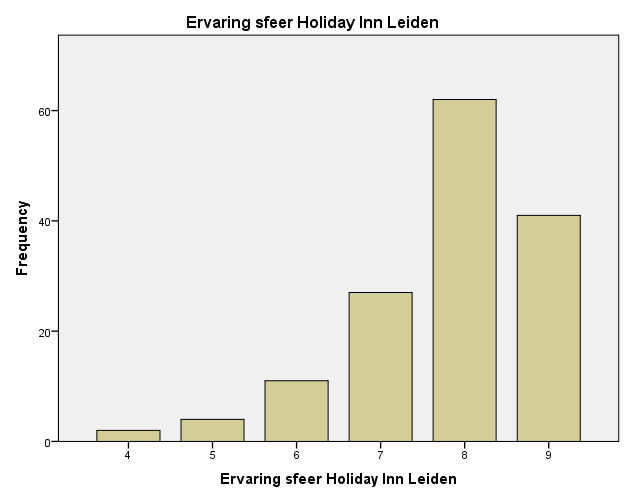 Ervaring sfeer Holiday Inn Leiden
Frequency
60
40
20
0
4 5 6 7 8 9
Ervaring sfeer Holiday Inn Leiden